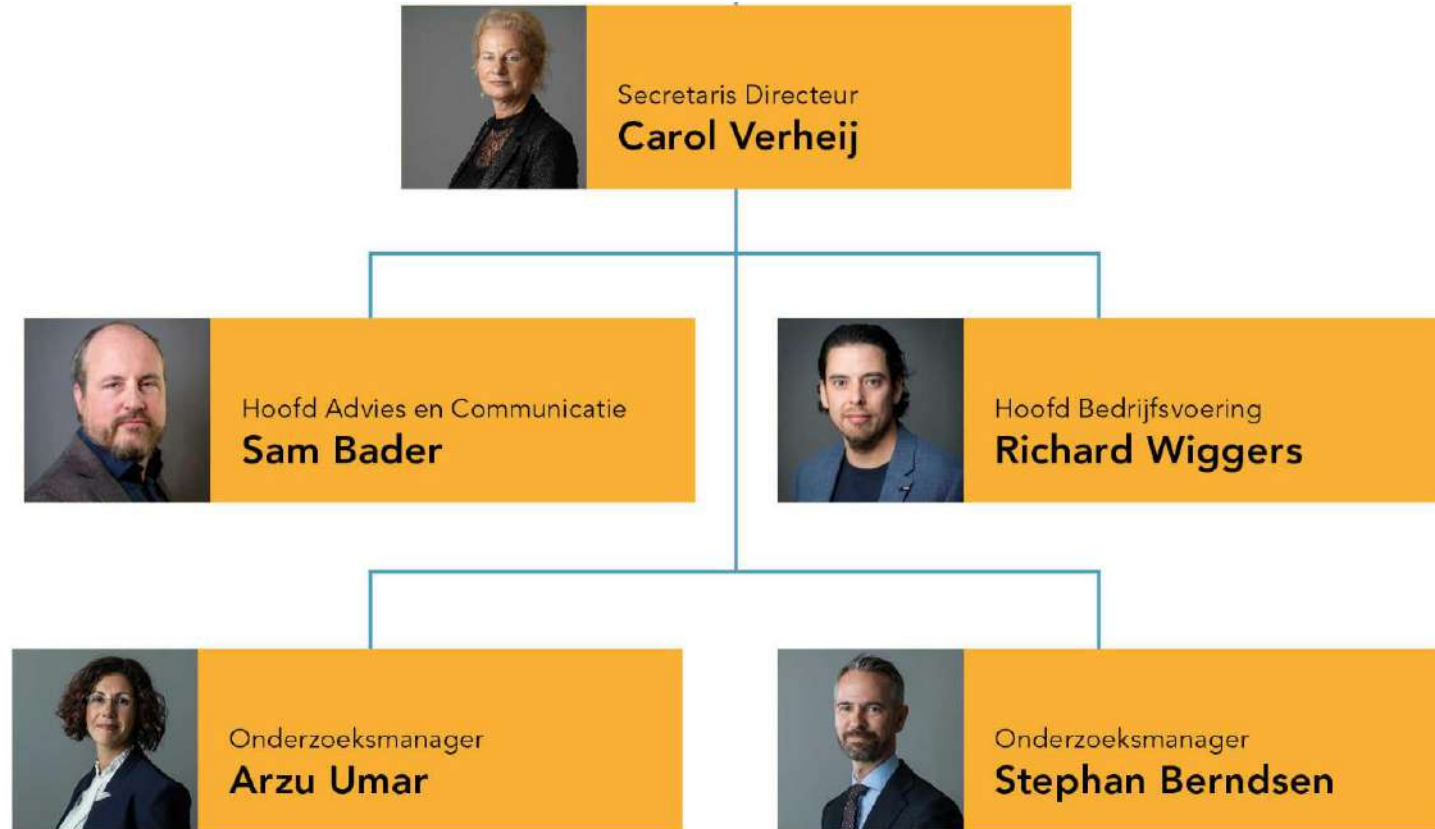 Secretaris Directeur
Carol Verheij
Hoofd Advies en Communicatie
Sam Bader
Hoofd Bedrijfsvoering
Richard Wiggers
Onderzoeksmanager
Arzu Umar
Onderzoeksmanager
Stephan Berndsen